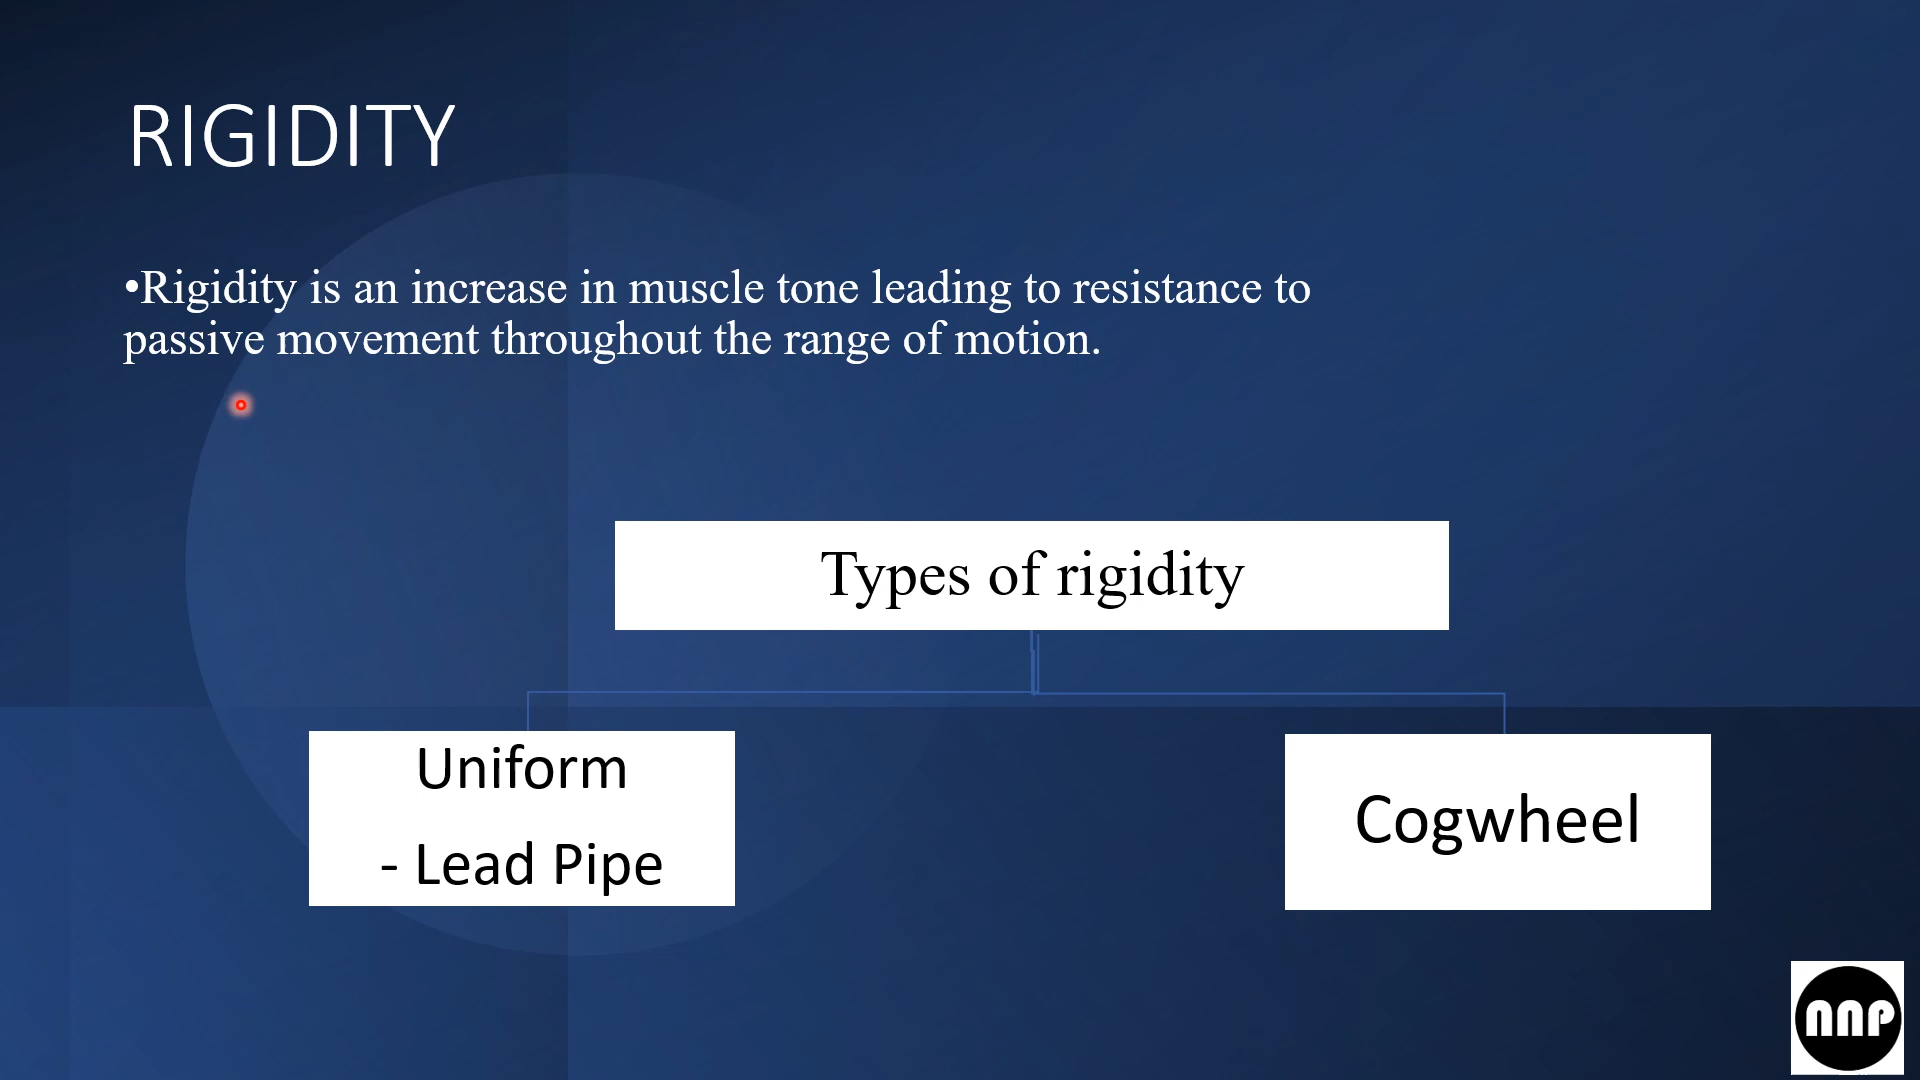 RIGIDITY
•Rigidity is an increase in muscle tone leading to resistance to
passive movement throughout the range of motion.
Types of rigidity
Uniform
- Lead Pipe
Cogwheel
nnp